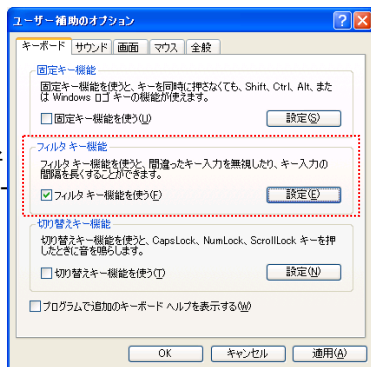 ユーザー補助のオプション
キーボード サウンド 画面 マウス 全般
固定キー機能
固定キー機能を使うと、キーを同時に押さなくても、Shift、Ctrl、Alt、また
は Windows ロゴ キーの機能が使えます。
固定キー機能を使う(U)
設定(S)
フィルタ キー機能
フィルタ キー機能を使うと、間違ったキー入力を無視したり、キー入力の
間隔を長くすることができます。
フィルタ キー機能を使う(F)
設定(E)
切り替えキー機能
切り替えキー機能を使うと、CapsLock、NumLock、ScrollLock キーを押
したときに音を鳴らします。
切り替えキー機能を使う(T)
設定(N)
プログラムで追加のキーボード ヘルプを表示する(W)
OK キャンセル 適用(A)